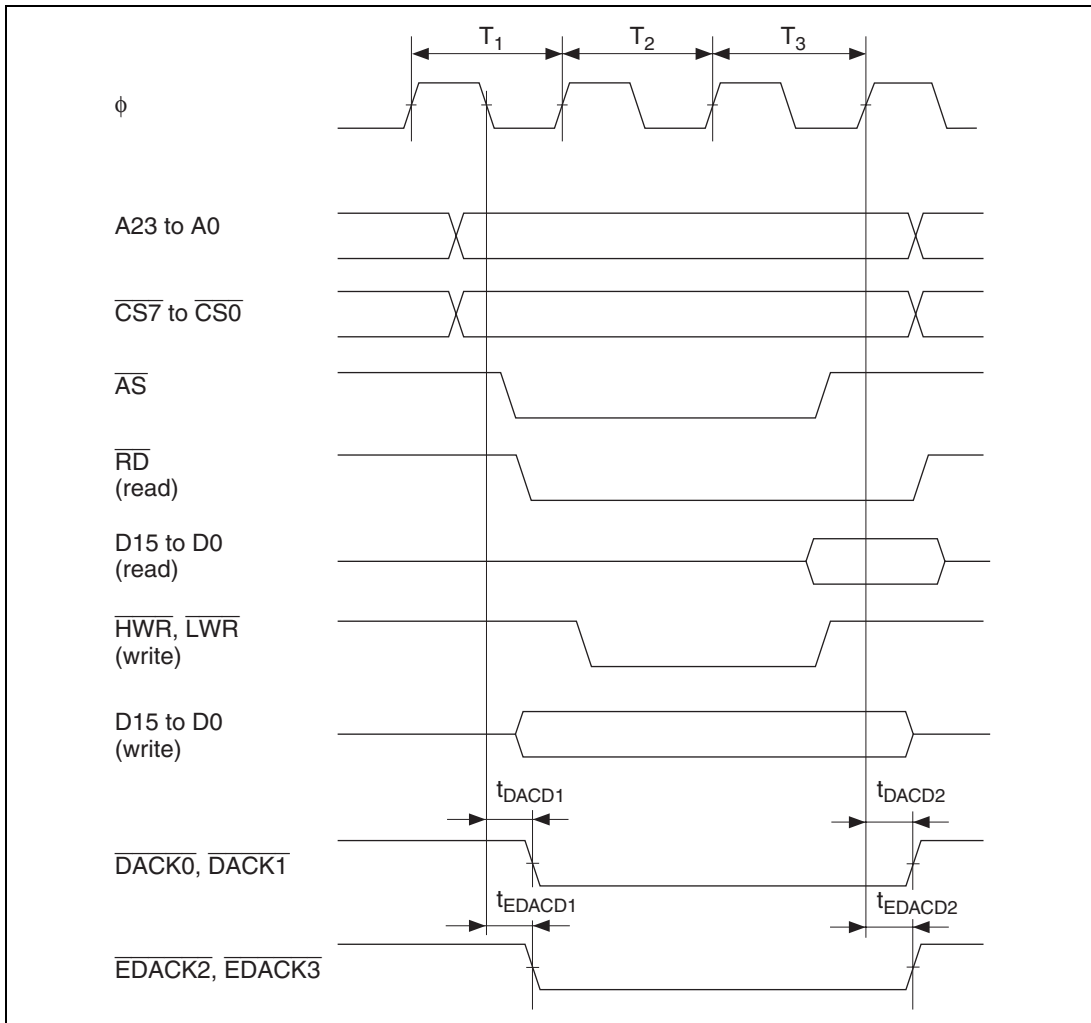 T1 T2 T3
φ
A23 to A0
CS7 to CS0
AS
RD
(read)
D15 to D0
(read)
HWR, LWR
(write)
D15 to D0
(write)
tDACD1 tDACD2
DACK0, DACK1
tEDACD1 tEDACD2
EDACK2, EDACK3